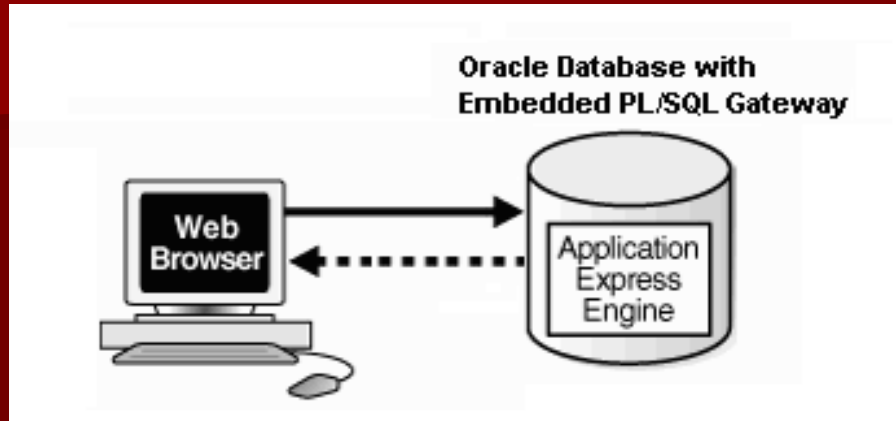 Oracle Database with
Embedded PL/SQL Gateway
Web
Browser
Application
Express
Engine